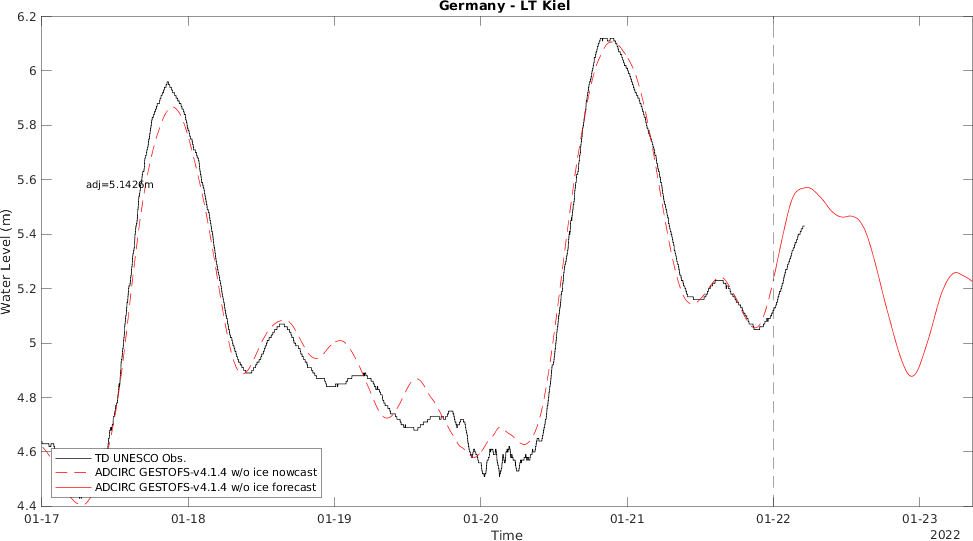 Germany - LT Kiel
6.2
6
5.8
5.6
5.4
5.2
5
4.8
4.6
4.4
Water Level (m)
adj=5.1426m
TD UNESCO Obs.
ADCIRC GESTOFS-v4.1.4 w/o ice nowcast
ADCIRC GESTOFS-v4.1.4 w/o ice forecast
01-17 01-18 01-19 01-20 01-21 01-22 01-23
Time
2022